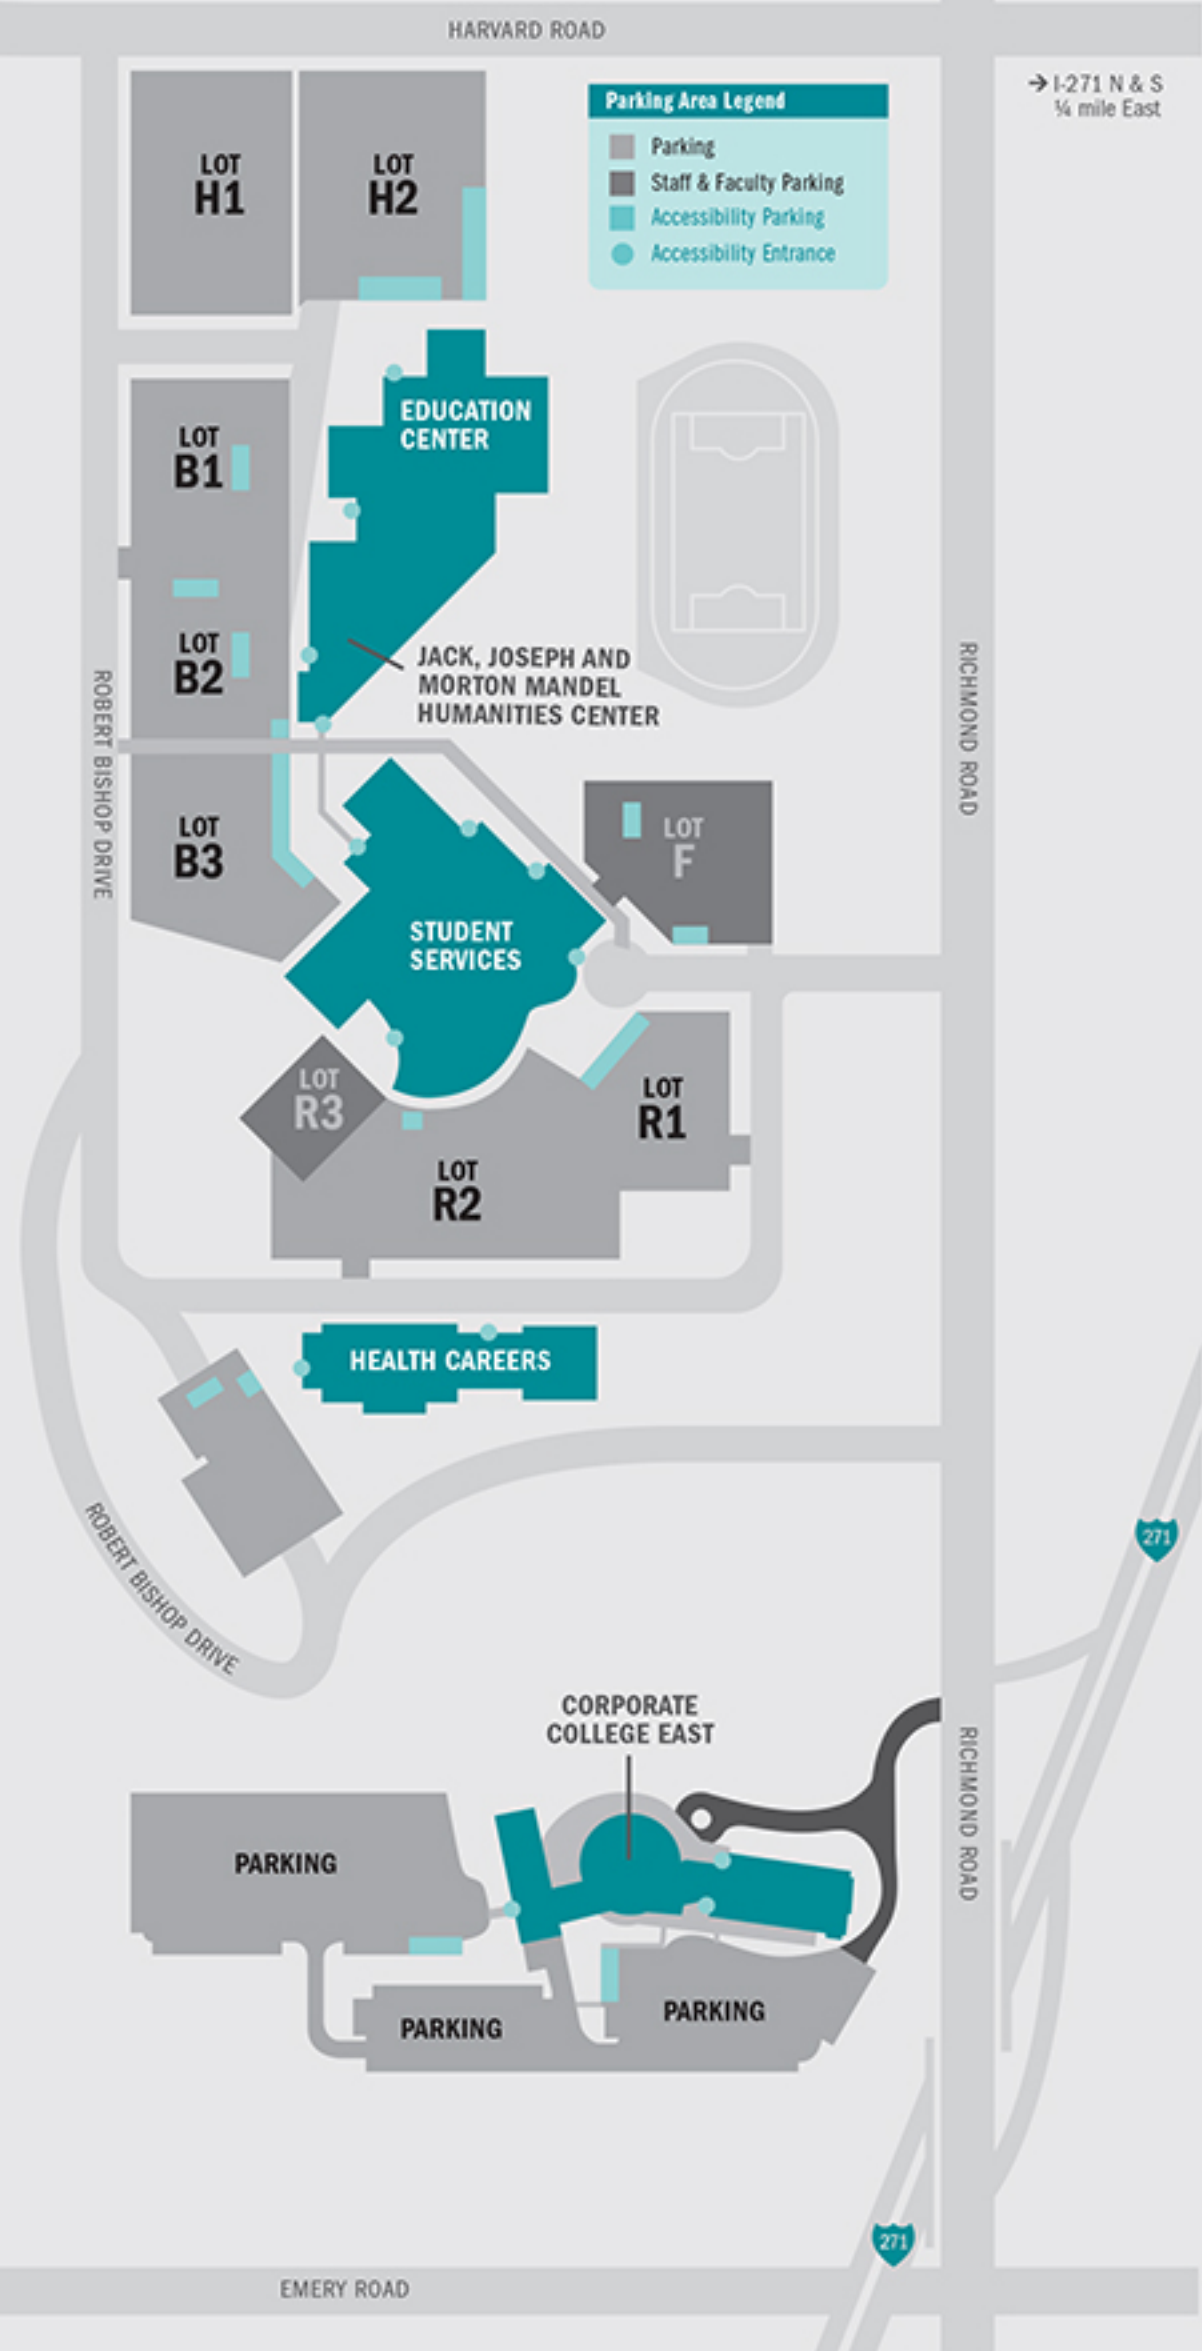 HARVARD ROAD
→ I-271 N & S
¼ mile East
Parking Area Legend
Parking
Staff & Faculty Parking
Accessibility Parking
Accessibility Entrance
LOT
H1
LOT
H2
EDUCATION
CENTER
LOT
B1
LOT
B2
JACK, JOSEPH AND
MORTON MANDEL
HUMANITIES CENTER
ROBERT BISHOP DRIVE
RICHMOND ROAD
LOT
B3
LOT
F
STUDENT
SERVICES
LOT
R3
LOT
R1
LOT
R2
HEALTH CAREERS
ROBERT BISHOP DRIVE
271
CORPORATE
COLLEGE EAST
RICHMOND ROAD
PARKING
PARKING
PARKING
271
EMERY ROAD